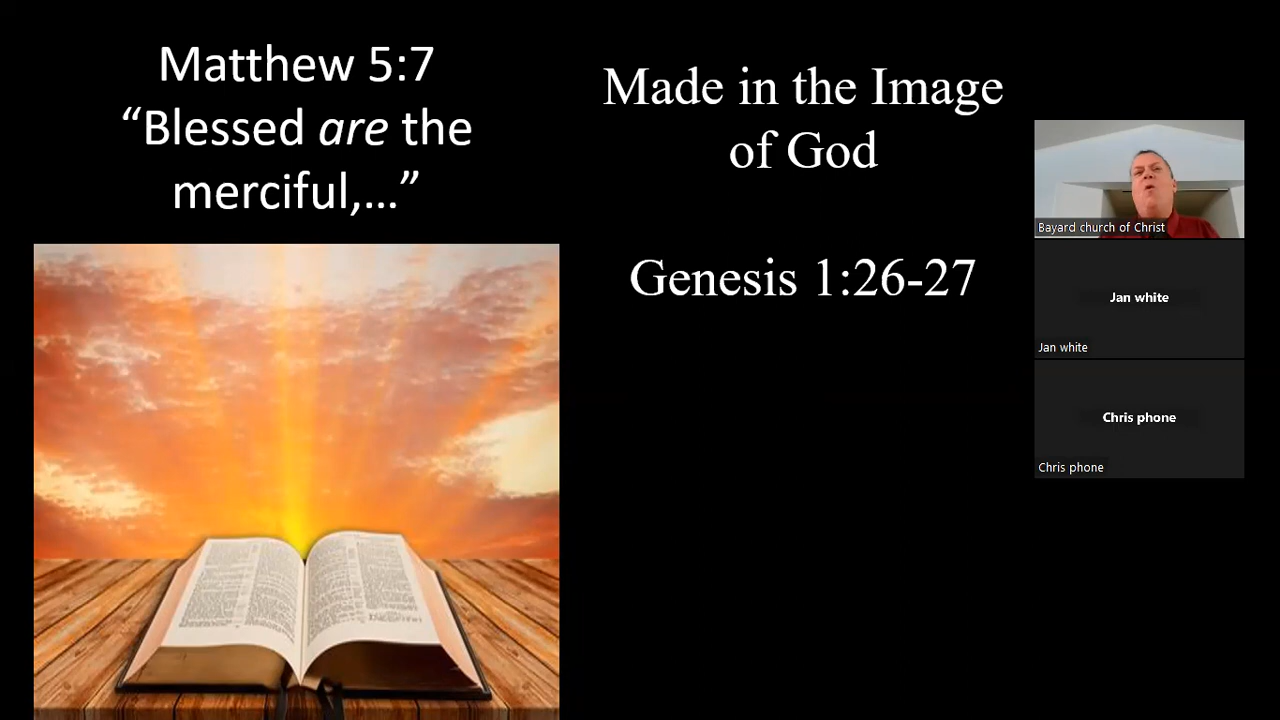 Matthew 5:7
“Blessed are the
merciful,…”
Made in the Image
of God
Genesis 1:26-27
Bayard church of Christ
Jan white
Jan white
Chris phone
Chris phone